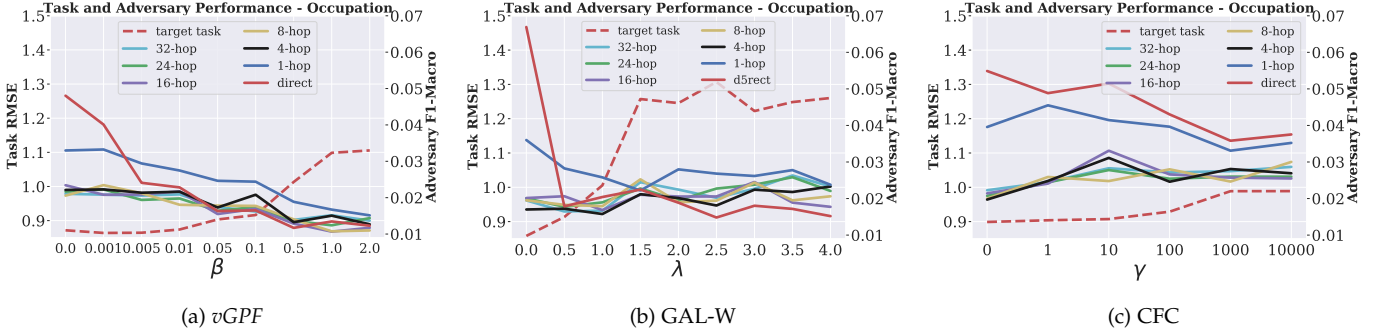 Task and Adversary Performance - Occupation
Task RMSE
1.5
1.4
1.3
1.2
1.1
1.0
0.9
target task
32-hop
24-hop
16-hop
8-hop
4-hop
1-hop
direct
0.07
0.06
0.05
0.04
0.03
0.02
0.01
Adversary F1-Macro
0.0 0.001 0.005 0.01 0.05 0.1 0.5 1.0 2.0
β
(a) vGPF
Task and Adversary Performance - Occupation
Task RMSE
1.5
1.4
1.3
1.2
1.1
1.0
0.9
target task
32-hop
24-hop
16-hop
8-hop
4-hop
1-hop
d5rect
0.07
0.06
0.05
0.04
0.03
0.02
0.01
Adversary F1-Macro
0.0 0.5 1.0 1.5 2.0 2.5 3.0 3.5 4.0
λ
(b) GAL-W
Task and Adversary Performance - Occupation
Task RMSE
1.5
1.4
1.3
1.2
1.1
1.0
0.9
target task
32-hop
24-hop
16-hop
8-hop
4-hop
1-hop
direct
0.07
0.06
0.05
0.04
0.03
0.02
0.01
Adversary F1-Macro
0 1 10 100 1000 10000
γ
(c) CFC